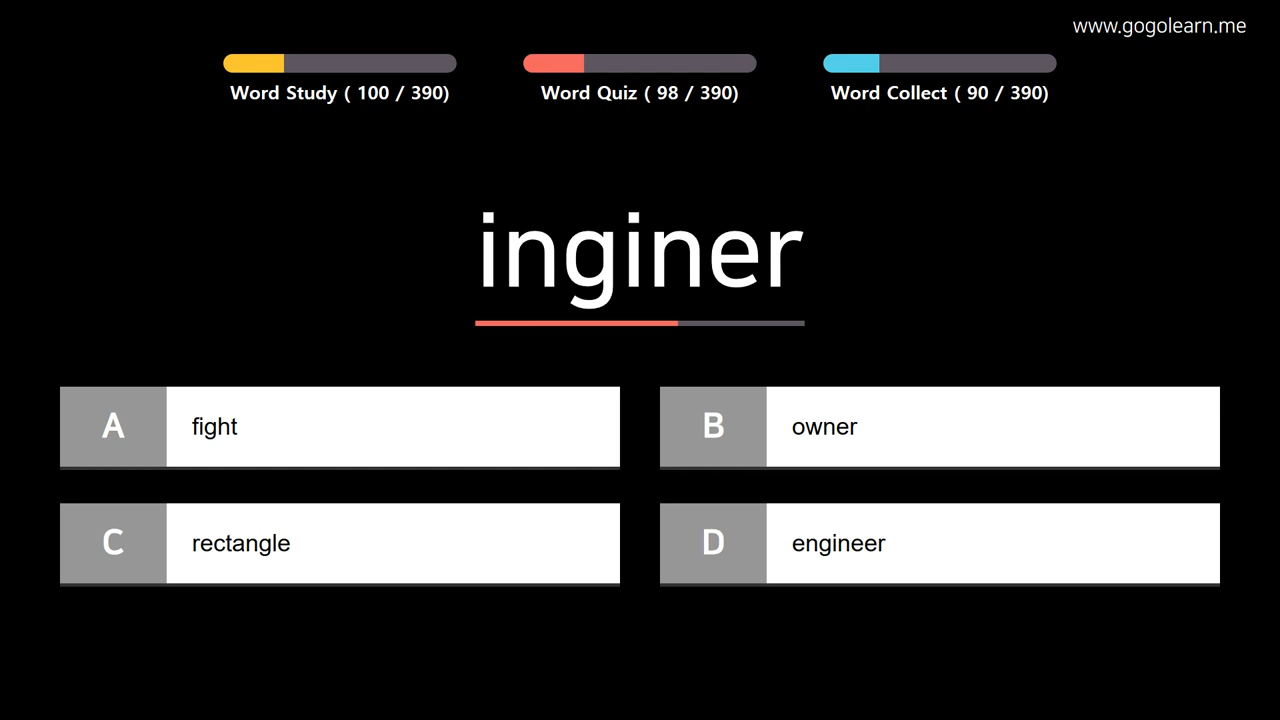 www.gogolearn.me
Word Study ( 100 / 390)
Word Quiz ( 98 / 390)
Word Collect ( 90 / 390)
inginer
A fight
B owner
C rectangle
D engineer